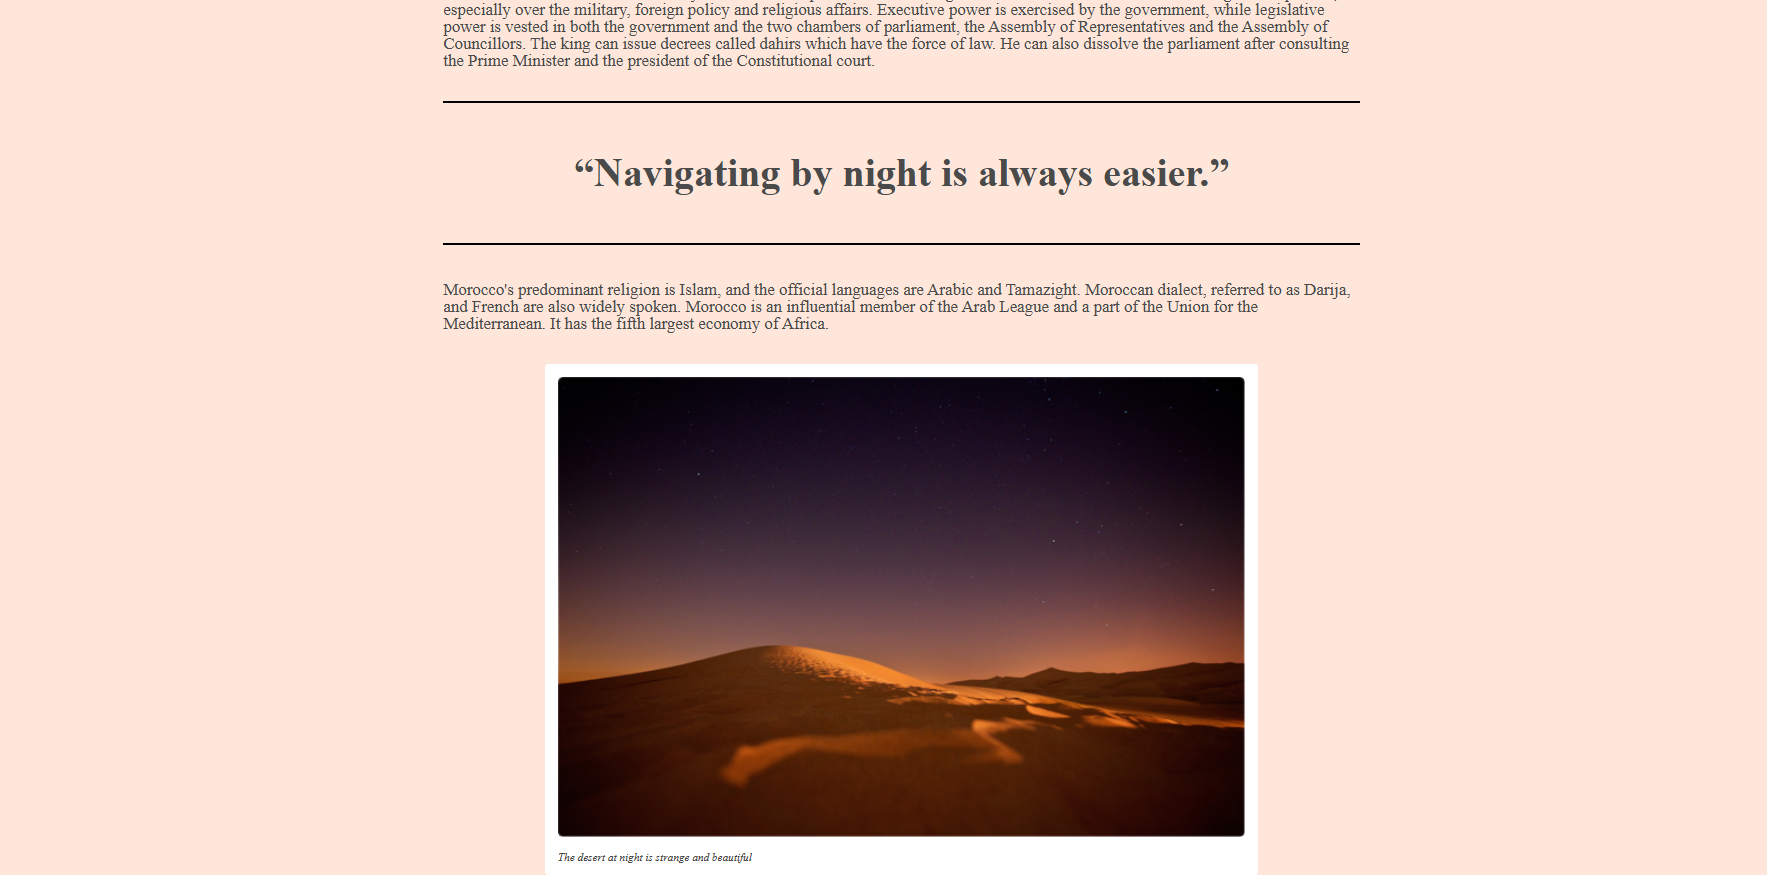 especially over the military, foreign policy and religious affairs. Executive power is exercised by the government, while legislative
power is vested in both the government and the two chambers of parliament, the Assembly of Representatives and the Assembly of
Councillors. The king can issue decrees called dahirs which have the force of law. He can also dissolve the parliament after consulting
the Prime Minister and the president of the Constitutional court.
“Navigating by night is always easier.”
Morocco's predominant religion is Islam, and the official languages are Arabic and Tamazight. Moroccan dialect, referred to as Darija,
and French are also widely spoken. Morocco is an influential member of the Arab League and a part of the Union for the
Mediterranean. It has the fifth largest economy of Africa.
The desert at night is strange and beautiful